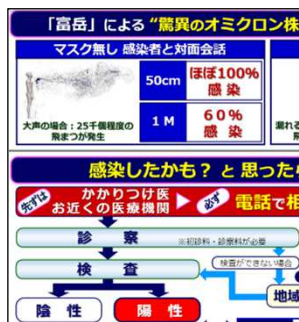 「富岳」による “驚異のオミクロン株
マスク無し 感染者と対面会話
50cm
ほぼ100%
感染
大声の場合：25千個程度の
飛まつが発生
1M
60%
感染
漏れる
感染したかも？ と 思ったら
先ずは
かかりつけ医
お近くの医療機関
必ず
電話で相
診 察
※初診料・診察料が必要
検 査
検査ができない場合
地域
陰 性
陽 性